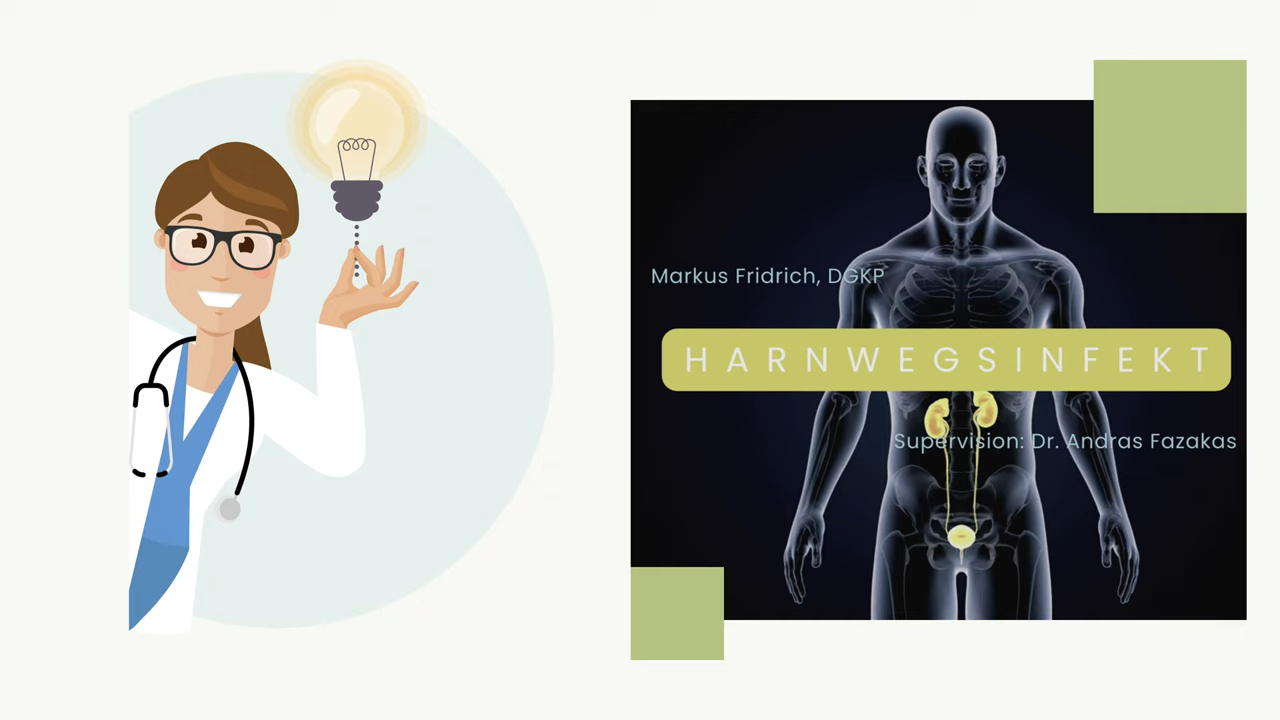 Markus Fridrich, DGKP
HARNWEGSINFEKT
Supervision: Dr. Andras Fazakas